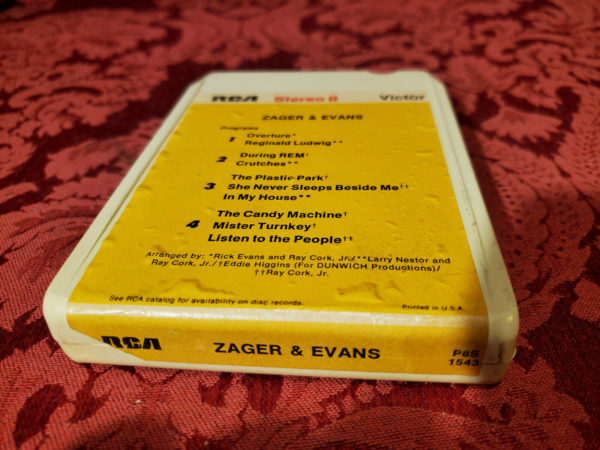 RCA Stereo 8 Victor
ZAGER & EVANS
Programs
1 Overture*
Reginald Ludwig**
2 During REM†
Crutches**
The Plastic Park†
3 She Never Sleeps Beside Me††
In My House**
The Candy Machine†
4 Mister Turnkey†
Listen to the People††
Arranged by: *Rick Evans and Ray Cork, Jr./**Larry Nestor and
Ray Cork, Jr./†Eddie Higgins (For DUNWICH Productions)/
††Ray Cork, Jr.
See RCA catalog for availability on disc records.
Printed in U.S.A.
RCA ZAGER & EVANS P8S
1543